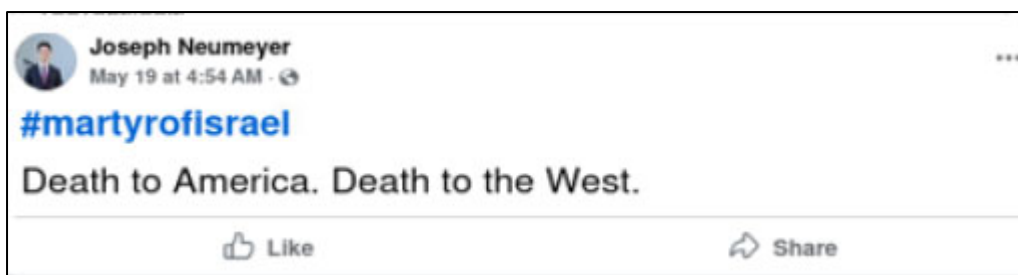 Joseph Neumeyer
May 19 at 4:54 AM ·
#martyrofisrael
Death to America. Death to the West.
Like
Share